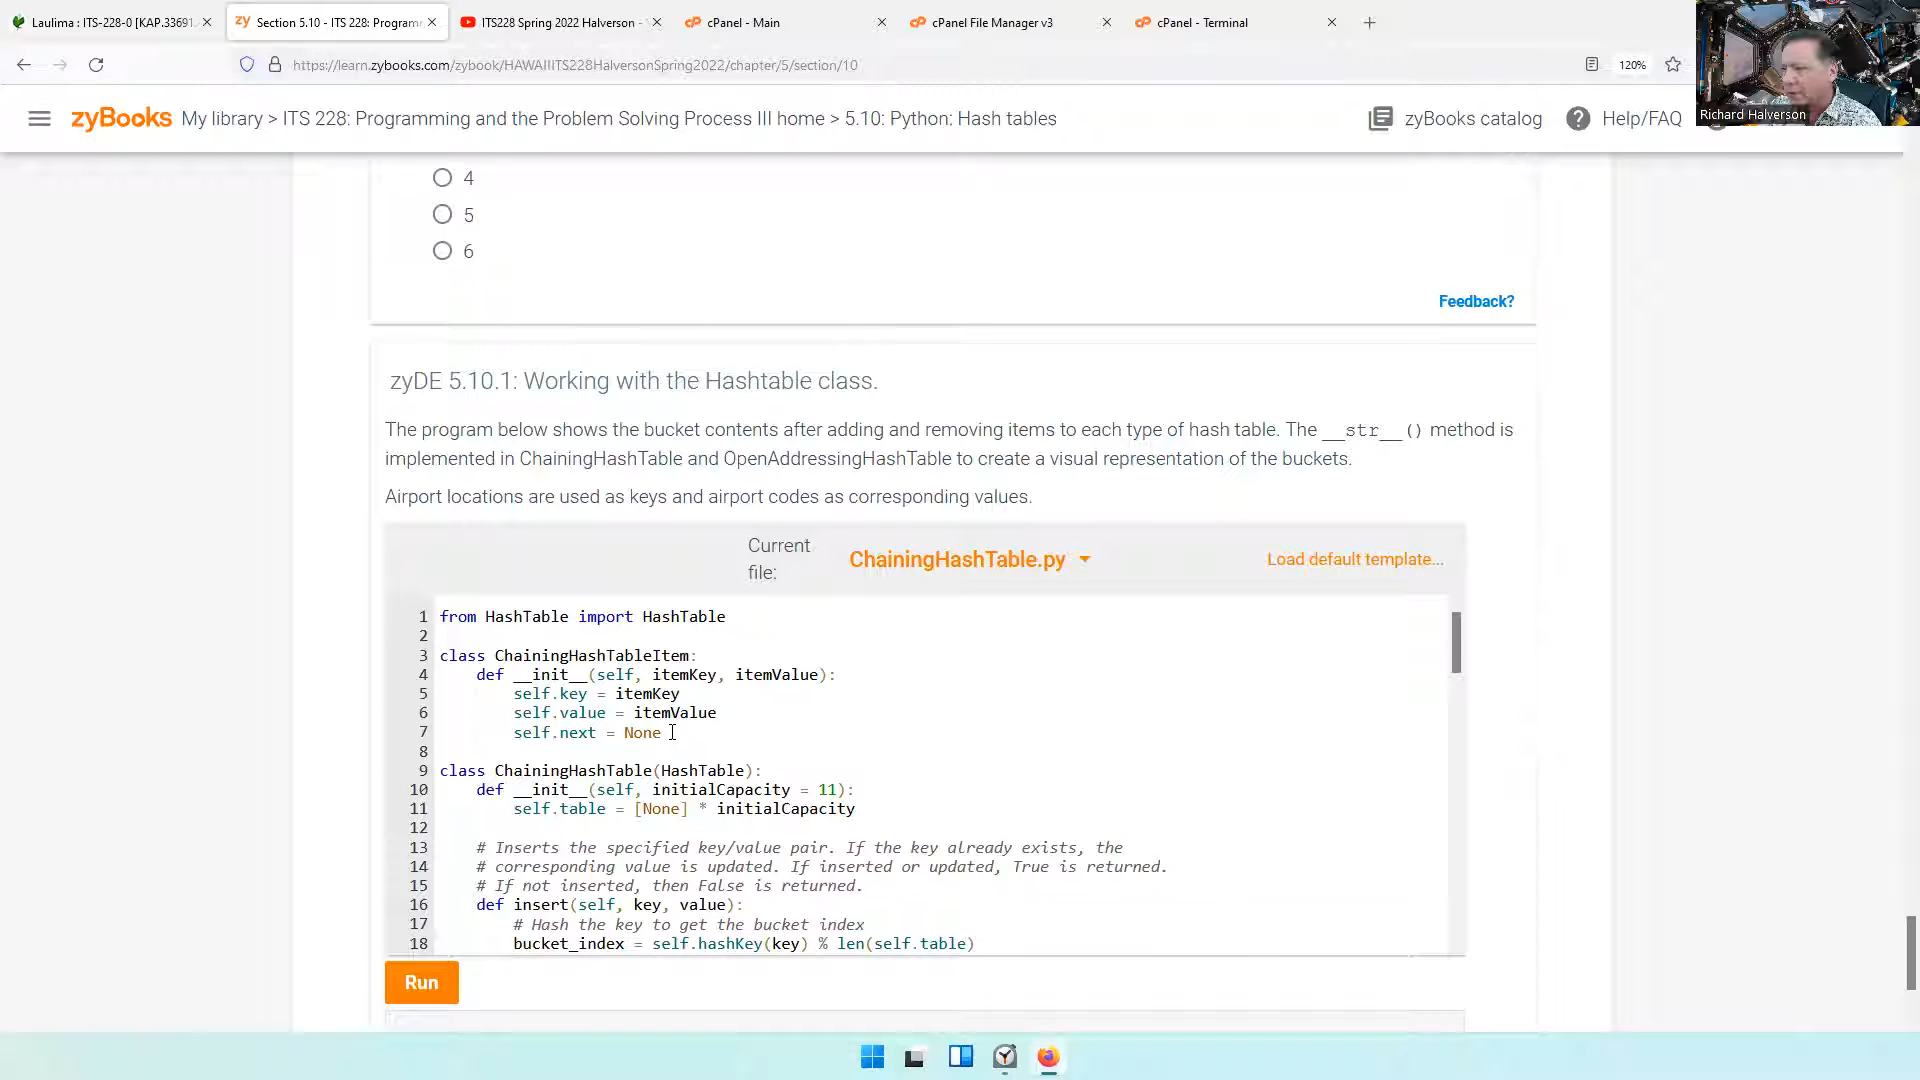 Laulima : ITS-228-0 [KAP.33691
Section 5.10 - ITS 228: Program
ITS228 Spring 2022 Halverson -
cPanel - Main
cPanel File Manager v3
cPanel - Terminal
https://learn.zybooks.com/zybook/HAWAIIITS228HalversonSpring2022/chapter/5/section/10
120%
Richard Halverson
zyBooks My library > ITS 228: Programming and the Problem Solving Process III home > 5.10: Python: Hash tables
zyBooks catalog
Help/FAQ
4
5
6
Feedback?
zyDE 5.10.1: Working with the Hashtable class.
The program below shows the bucket contents after adding and removing items to each type of hash table. The __str__() method is
implemented in ChainingHashTable and OpenAddressingHashTable to create a visual representation of the buckets.
Airport locations are used as keys and airport codes as corresponding values.
Current
file:
ChainingHashTable.py
Load default template...
1 from HashTable import HashTable
2
3 class ChainingHashTableItem:
4     def __init__(self, itemKey, itemValue):
5         self.key = itemKey
6         self.value = itemValue
7         self.next = None
8
9 class ChainingHashTable(HashTable):
10     def __init__(self, initialCapacity = 11):
11         self.table = [None] * initialCapacity
12
13     # Inserts the specified key/value pair. If the key already exists, the
14     # corresponding value is updated. If inserted or updated, True is returned.
15     # If not inserted, then False is returned.
16     def insert(self, key, value):
17         # Hash the key to get the bucket index
18         bucket_index = self.hashKey(key) % len(self.table)
Run